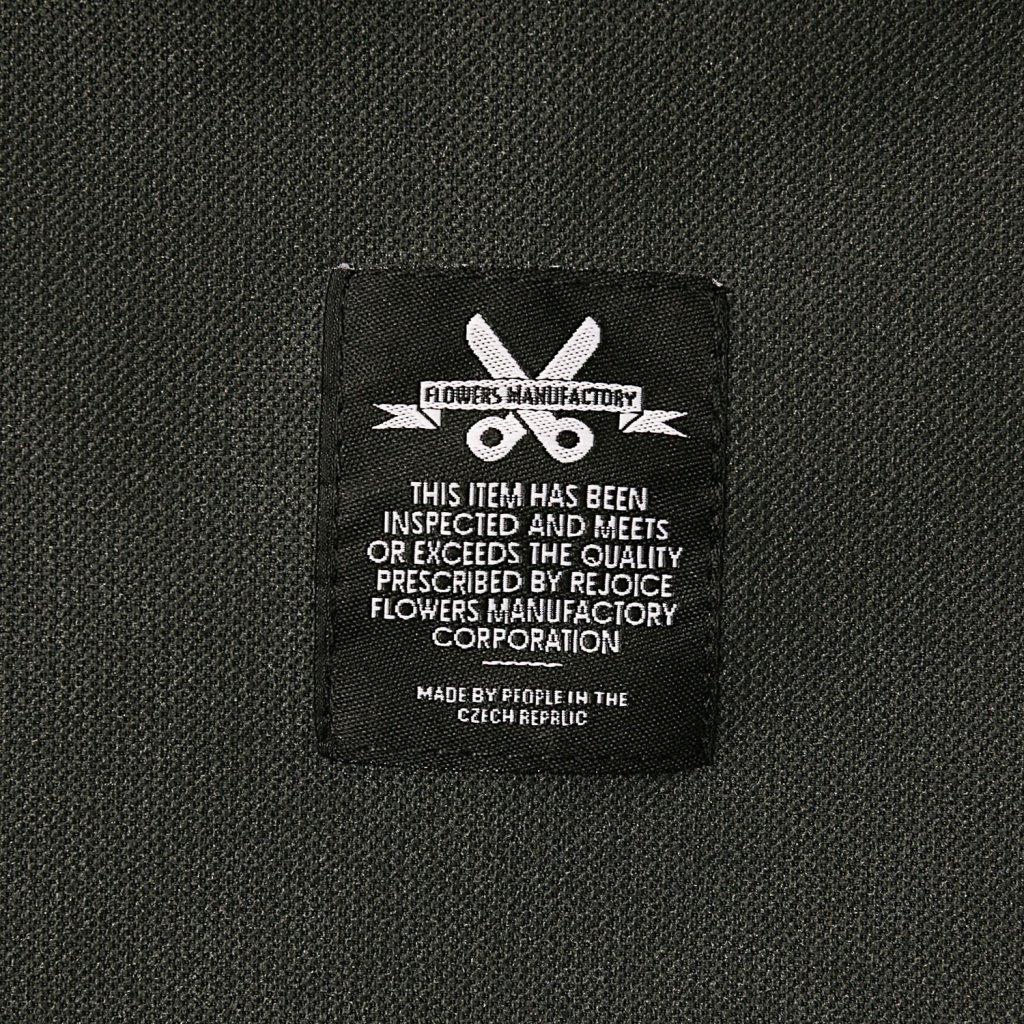 FLOWERS MANUFACTORY
THIS ITEM HAS BEEN
INSPECTED AND MEETS
OR EXCEEDS THE QUALITY
PRESCRIBED BY REJOICE
FLOWERS MANUFACTORY
CORPORATION
MADE BY PEOPLE IN THE
CZECH REPRLIC